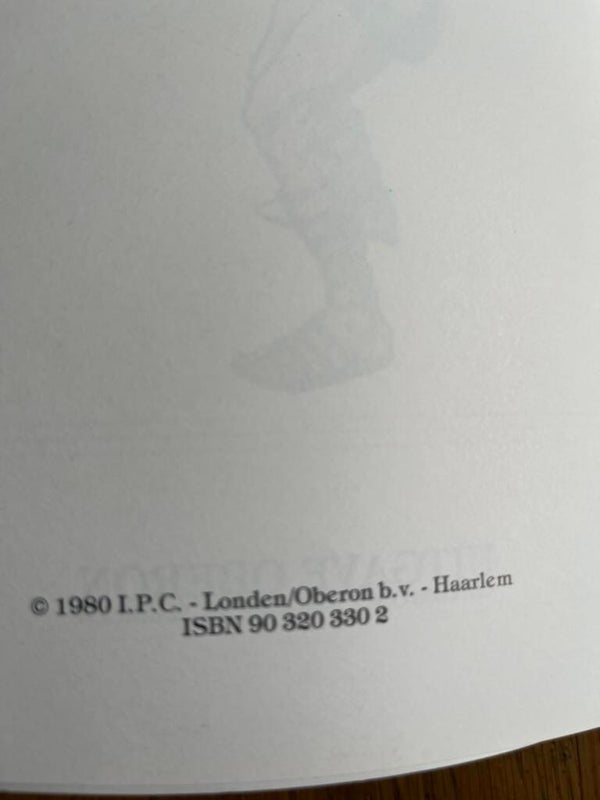 © 1980 I.P.C. - Londen/Oberon b.v. - Haarlem
ISBN 90 320 330 2